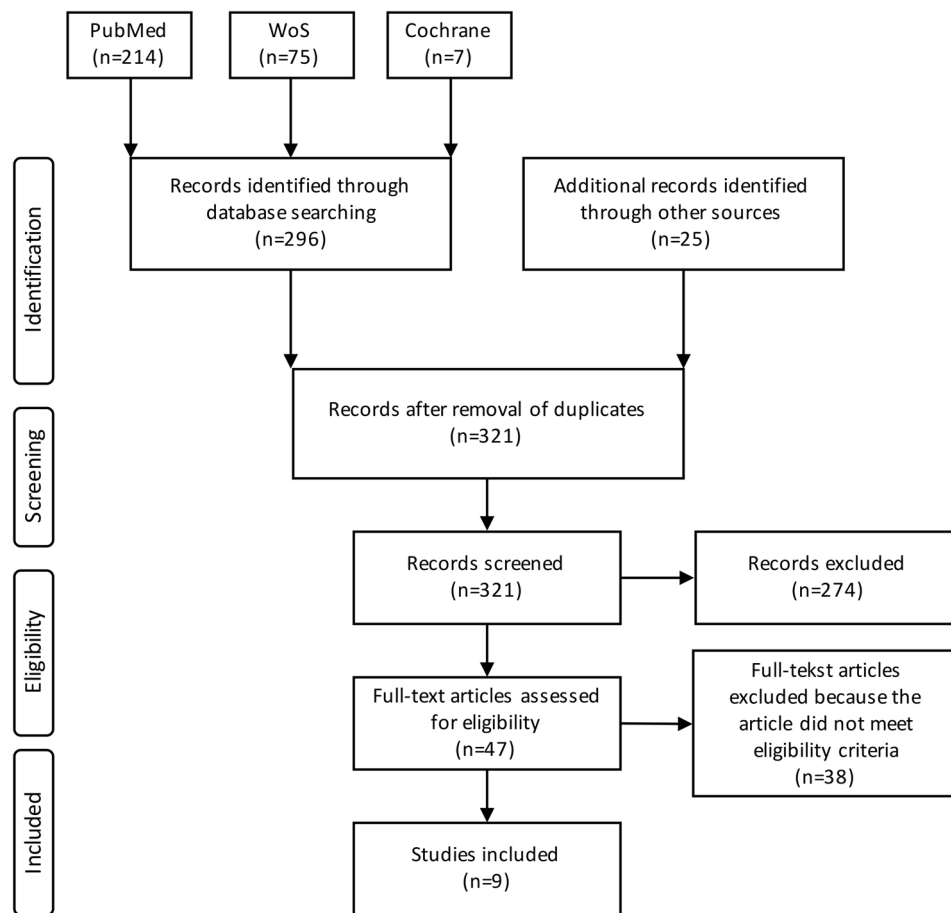 PubMed
(n=214)
WoS
(n=75)
Cochrane
(n=7)
Identification
Records identified through
database searching
(n=296)
Additional records identified
through other sources
(n=25)
Records after removal of duplicates
(n=321)
Screening
Records screened
(n=321)
Records excluded
(n=274)
Eligibility
Full-text articles assessed
for eligibility
(n=47)
Full-tekst articles
excluded because the
article did not meet
eligibility criteria
(n=38)
Included
Studies included
(n=9)